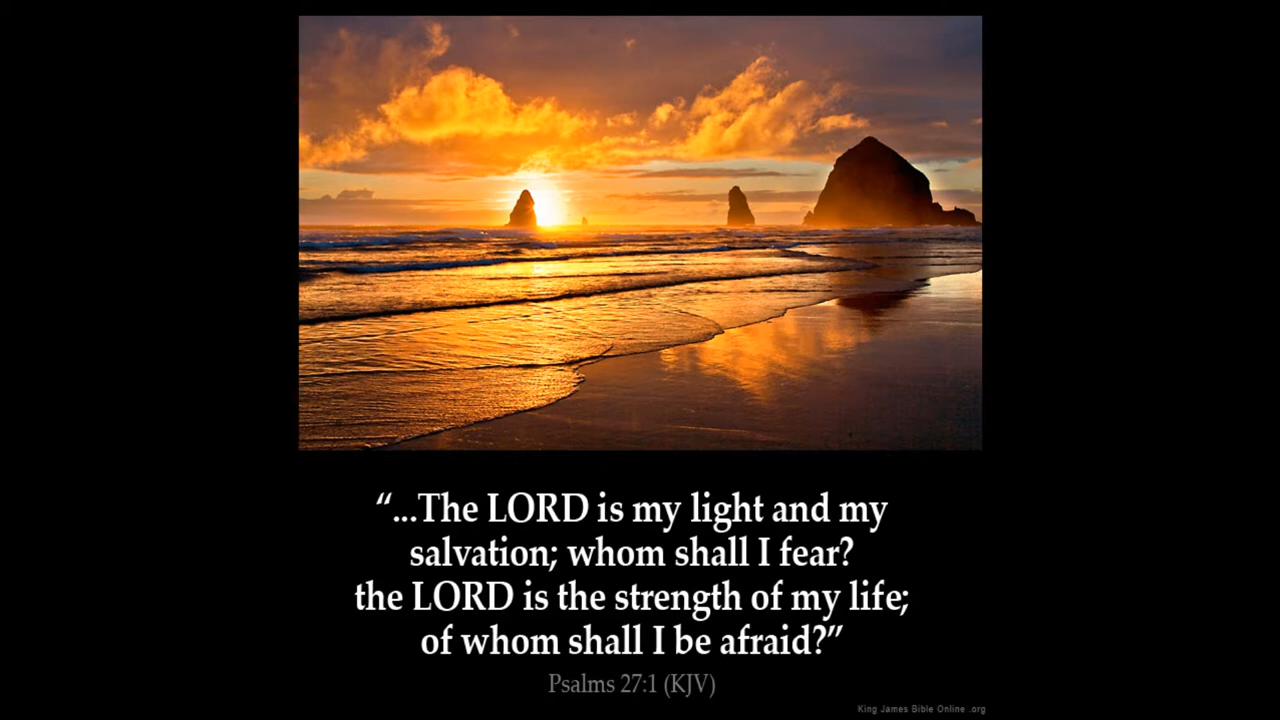 “...The LORD is my light and my
salvation; whom shall I fear?
the LORD is the strength of my life;
of whom shall I be afraid?”
Psalms 27:1 (KJV)
King James Bible Online .org